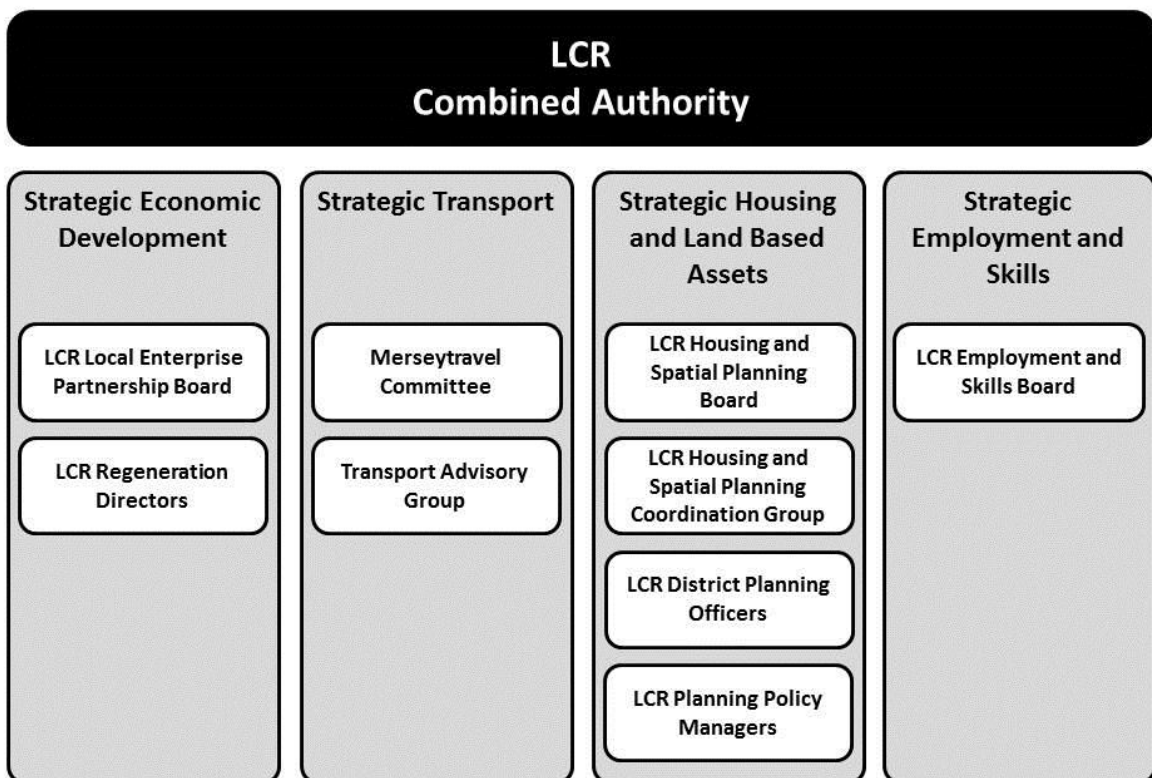 LCR
Combined Authority
Strategic Economic
Development
LCR Local Enterprise
Partnership Board
LCR Regeneration
Directors
Strategic Transport
Merseytravel
Committee
Transport Advisory
Group
Strategic Housing
and Land Based
Assets
LCR Housing and
Spatial Planning
Board
LCR Housing and
Spatial Planning
Coordination Group
LCR District Planning
Officers
LCR Planning Policy
Managers
Strategic
Employment and
Skills
LCR Employment and
Skills Board